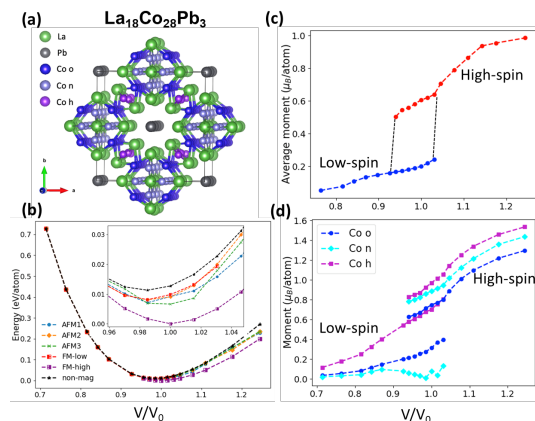 La₁₈Co₂₈Pb₃
(a)
La
Pb
Co o
Co n
Co h
b
a
(b)
Energy (eV/atom)
0.7
0.6
0.5
0.4
0.3
0.2
0.1
0.0
0.03
0.02
0.01
0.00
0.96 0.98 1.00 1.02 1.04
AFM1
AFM2
AFM3
FM-low
FM-high
non-mag
0.7 0.8 0.9 1.0 1.1 1.2
V/V₀
(c)
Average moment (μB/atom)
1.0
0.8
0.6
0.4
0.2
0.0
High-spin
Low-spin
0.8 0.9 1.0 1.1 1.2
(d)
Moment (μB/atom)
1.6
1.4
1.2
1.0
0.8
0.6
0.4
0.2
0.0
Co o
Co n
Co h
High-spin
Low-spin
0.7 0.8 0.9 1.0 1.1 1.2
V/V₀